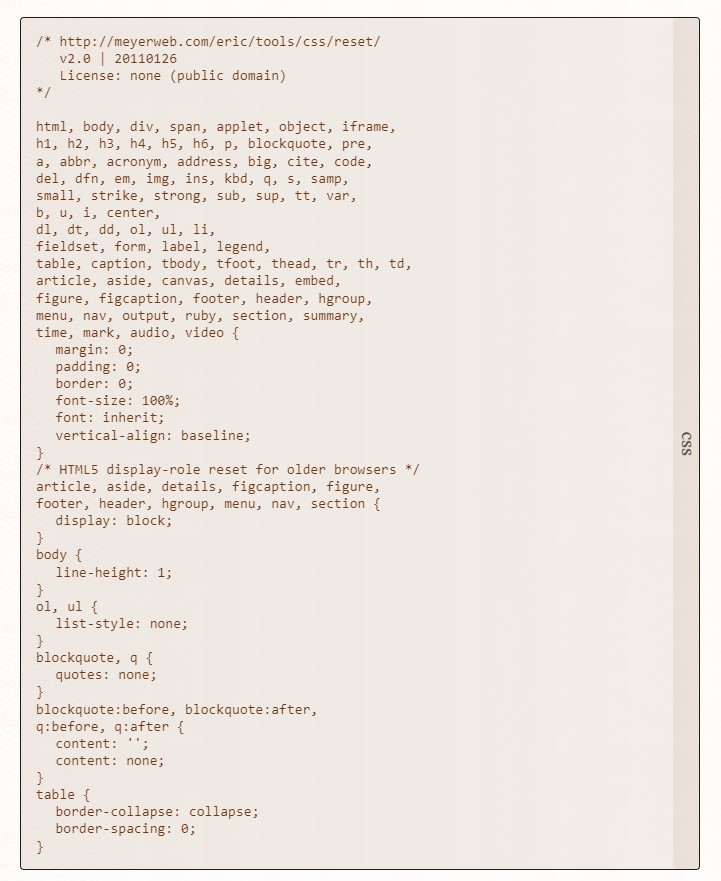 /* http://meyerweb.com/eric/tools/css/reset/
   v2.0 | 20110126
   License: none (public domain)
*/

html, body, div, span, applet, object, iframe,
h1, h2, h3, h4, h5, h6, p, blockquote, pre,
a, abbr, acronym, address, big, cite, code,
del, dfn, em, img, ins, kbd, q, s, samp,
small, strike, strong, sub, sup, tt, var,
b, u, i, center,
dl, dt, dd, ol, ul, li,
fieldset, form, label, legend,
table, caption, tbody, tfoot, thead, tr, th, td,
article, aside, canvas, details, embed,
figure, figcaption, footer, header, hgroup,
menu, nav, output, ruby, section, summary,
time, mark, audio, video {
  margin: 0;
  padding: 0;
  border: 0;
  font-size: 100%;
  font: inherit;
  vertical-align: baseline;
}
/* HTML5 display-role reset for older browsers */
article, aside, details, figcaption, figure,
footer, header, hgroup, menu, nav, section {
  display: block;
}
body {
  line-height: 1;
}
ol, ul {
  list-style: none;
}
blockquote, q {
  quotes: none;
}
blockquote:before, blockquote:after,
q:before, q:after {
  content: '';
  content: none;
}
table {
  border-collapse: collapse;
  border-spacing: 0;
}
CSS